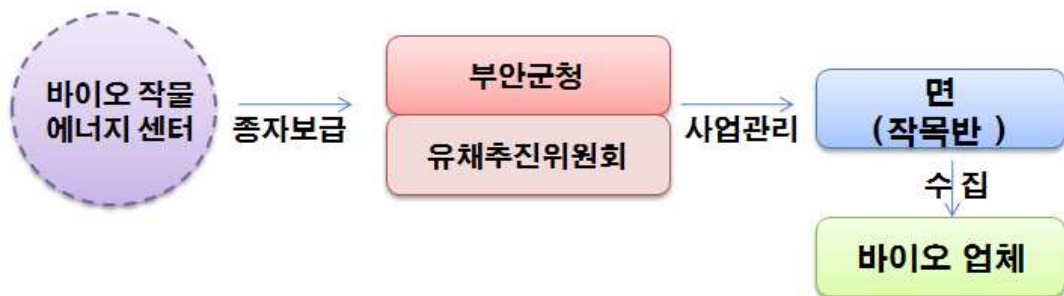 바이오 작물
에너지 센터
종자보급
부안군청
유채추진위원회
사업관리
면
(작목반 )
수 집
바이오 업체